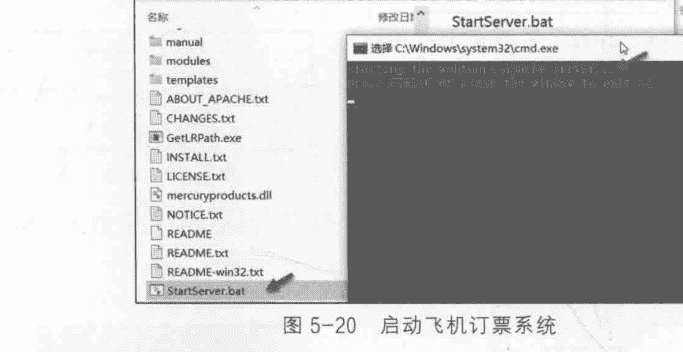 名称
修改日
StartServer.bat
manual
选择 C:\Windows\system32\cmd.exe
modules
templates
ABOUT_APACHE.txt
CHANGES.txt
GetLRPath.exe
INSTALL.txt
LICENSE.txt
mercuryproducts.dll
NOTICE.txt
README
README.txt
README-win32.txt
StartServer.bat
图 5-20 启动飞机订票系统